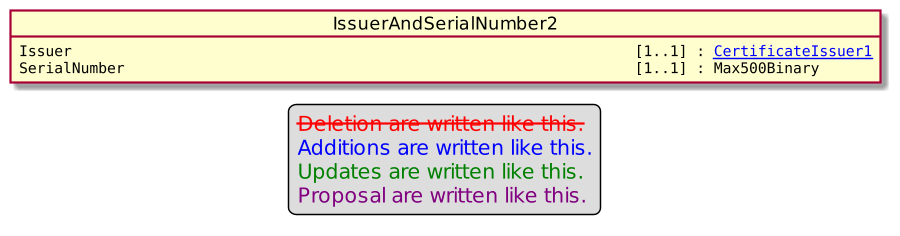 IssuerAndSerialNumber2
Issuer [1..1] : CertificateIssuer1
SerialNumber [1..1] : Max500Binary
Deletion are written like this.
Additions are written like this.
Updates are written like this.
Proposal are written like this.